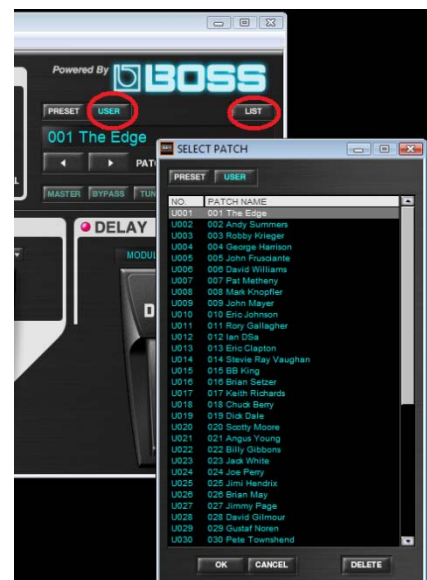 Powered By BOSS
PRESET USER LIST
001 The Edge
PAT
MASTER BYPASS TUN
DELAY
MODUL
D
SELECT PATCH
PRESET USER
NO. PATCH NAME
U001 001 The Edge
U002 002 Andy Summers
U003 003 Robby Krieger
U004 004 George Harrison
U005 005 John Frusciante
U006 006 David Williams
U007 007 Pat Metheny
U008 008 Mark Knopfler
U009 009 John Mayer
U010 010 Eric Johnson
U011 011 Rory Gallagher
U012 012 Ian DSa
U013 013 Eric Clapton
U014 014 Stevie Ray Vaughan
U015 015 BB King
U016 016 Brian Setzer
U017 017 Keith Richards
U018 018 Chuck Berry
U019 019 Dick Dale
U020 020 Scotty Moore
U021 021 Angus Young
U022 022 Billy Gibbons
U023 023 Jack White
U024 024 Joe Perry
U025 025 Jimi Hendrix
U026 026 Brian May
U027 027 Jimmy Page
U028 028 David Gilmour
U029 029 Gustaf Noren
U030 030 Pete Townshend
OK CANCEL DELETE